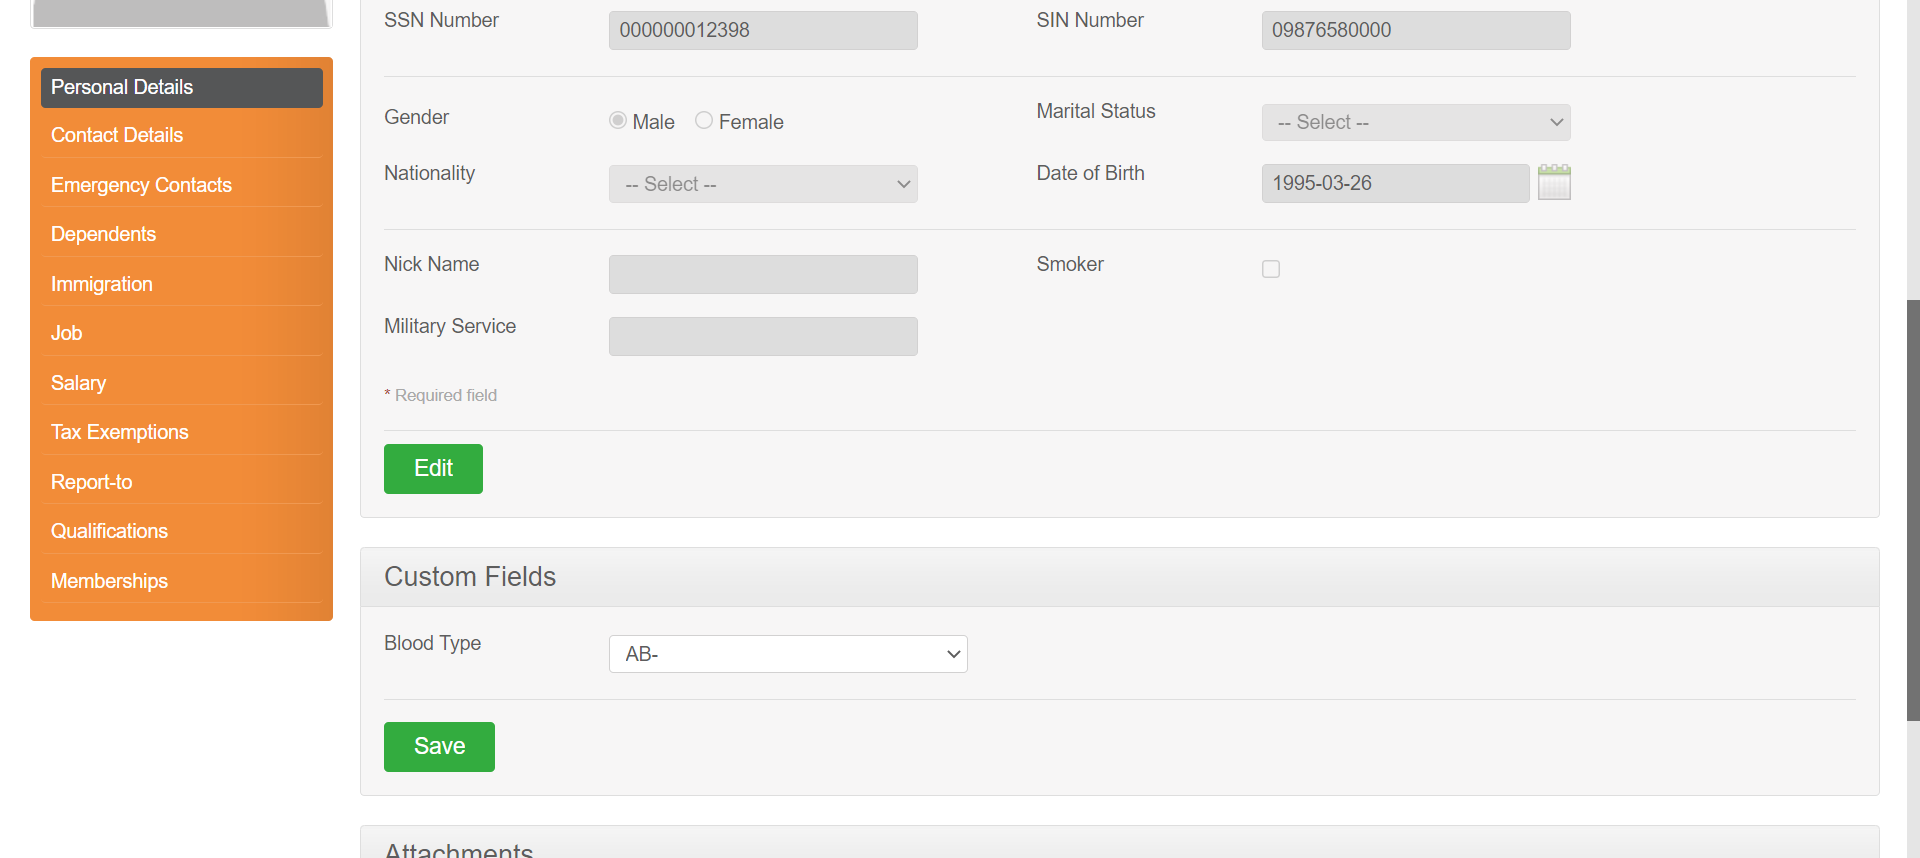 SSN Number 000000012398 SIN Number 09876580000
Personal Details
Contact Details
Emergency Contacts
Dependents
Immigration
Job
Salary
Tax Exemptions
Report-to
Qualifications
Memberships
Gender Male Female Marital Status -- Select --
Nationality -- Select -- Date of Birth 1995-03-26
Nick Name Smoker
Military Service
* Required field
Edit
Custom Fields
Blood Type AB-
Save
Attachments